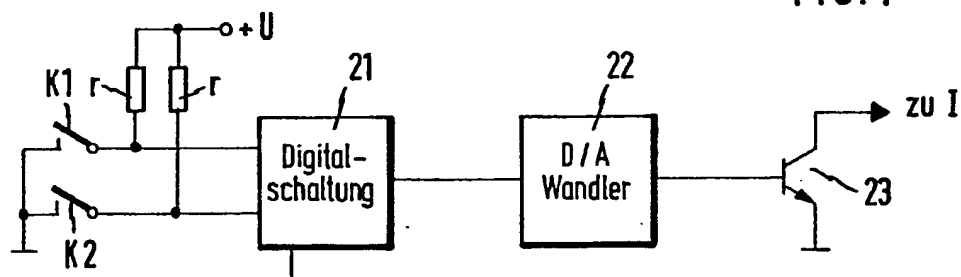 +U
21
22
K1
r
r
zu I
Digital-
schaltung
D/A
Wandler
23
K2